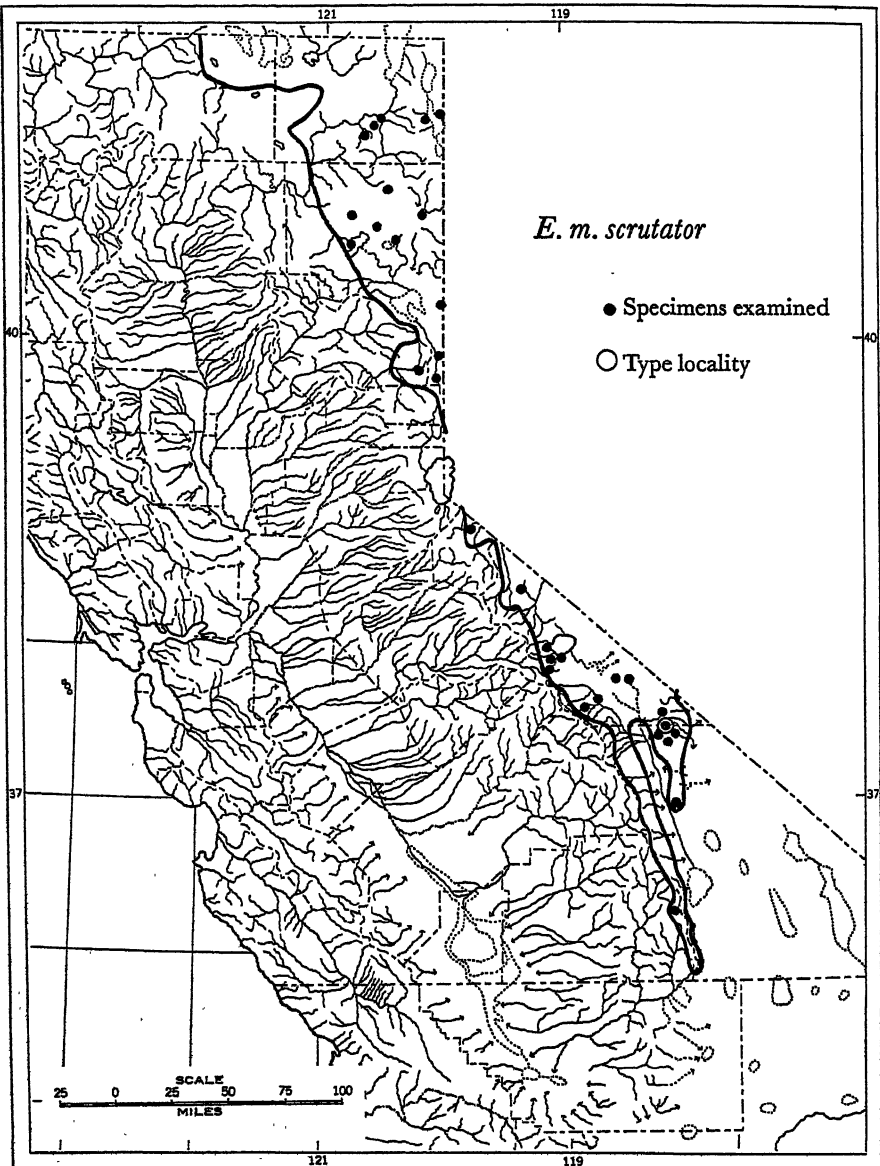 121 119
E. m. scrutator
Specimens examined
40 40
Type locality
37 37
SCALE
25 0 25 50 75 100
MILES
121 119